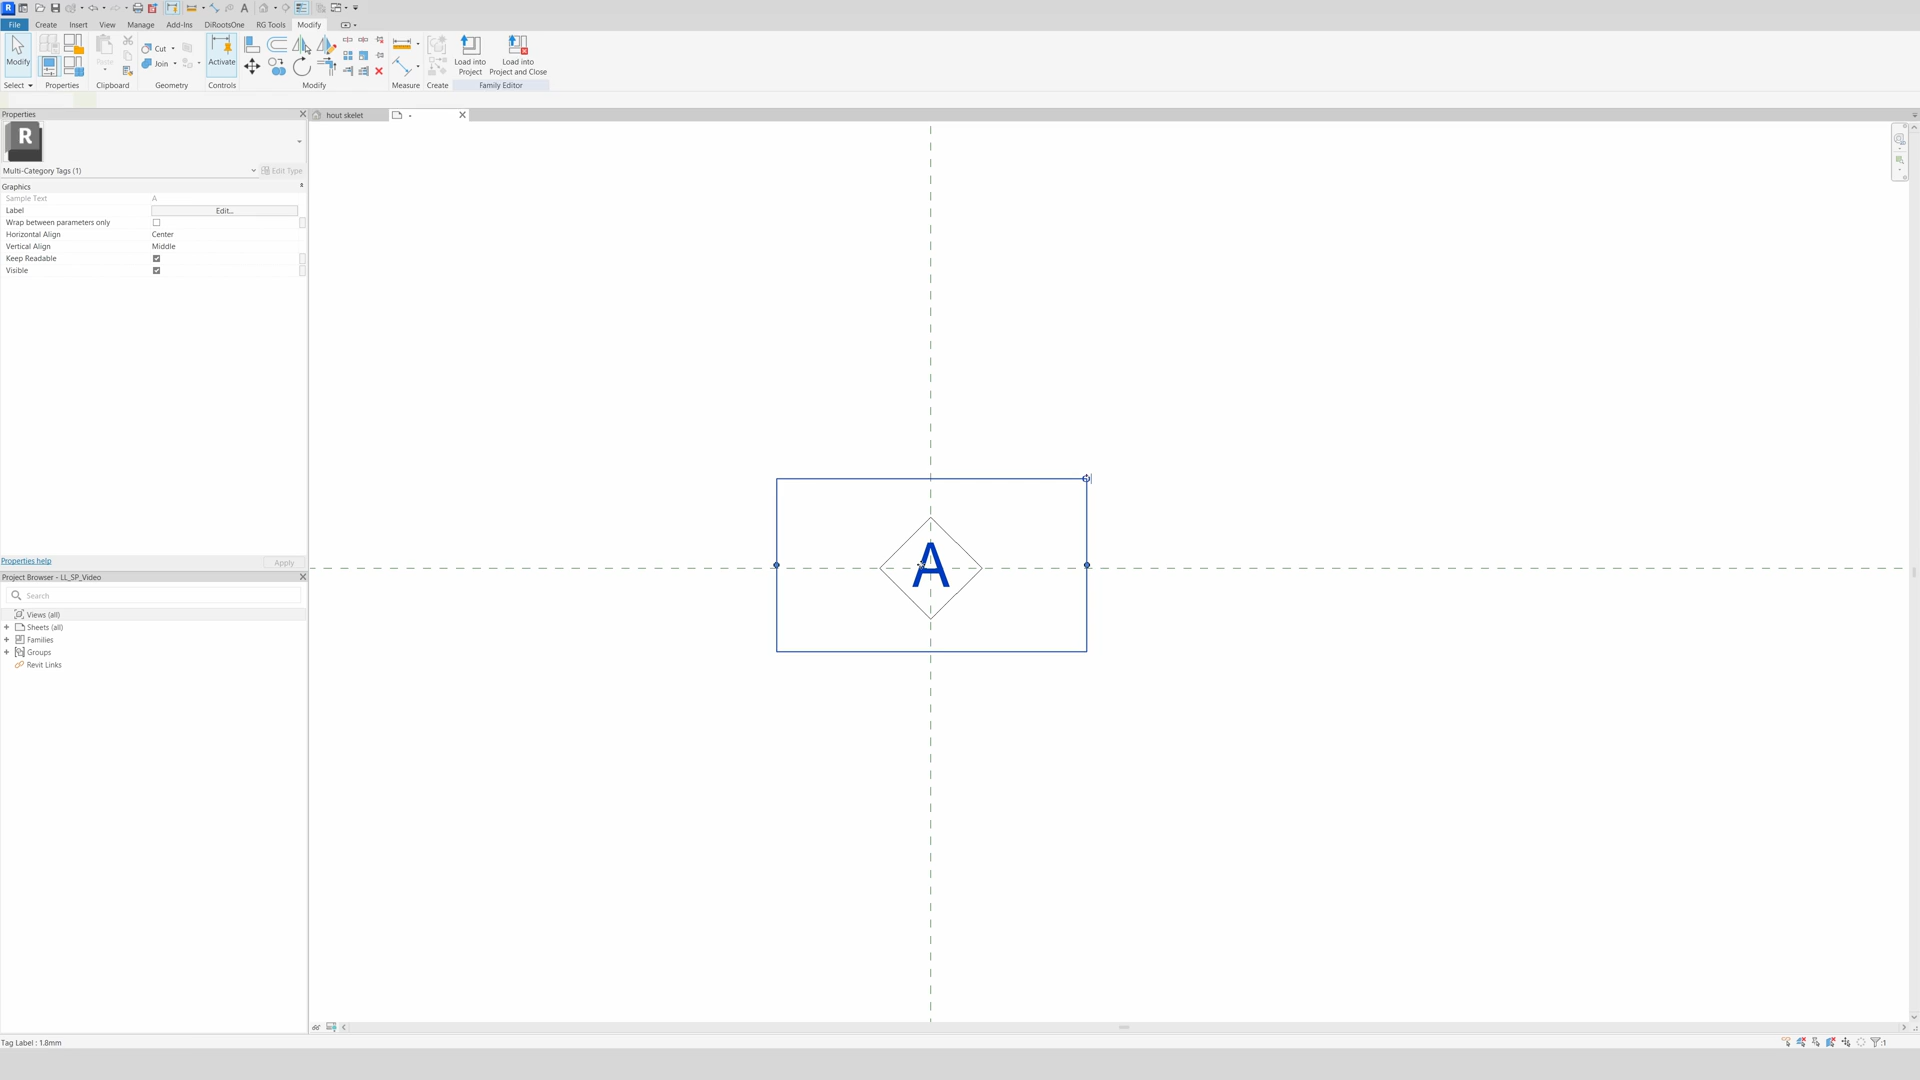 File Create Insert View Manage Add-Ins DiRootsOne RG Tools Modify
Modify
Paste
Cut
Join
Activate
Load into Project
Load into Project and Close
Select Properties Clipboard Geometry Controls Modify Measure Create Family Editor
Properties
hout skelet
-
R
Multi-Category Tags (1)
Edit Type
Graphics
Sample Text A
Label Edit...
Wrap between parameters only
Horizontal Align Center
Vertical Align Middle
Keep Readable
Visible
A
Properties help
Apply
Project Browser - LL_SP_Video
Search
Views (all)
Sheets (all)
Families
Groups
Revit Links
Tag Label : 1.8mm
:1